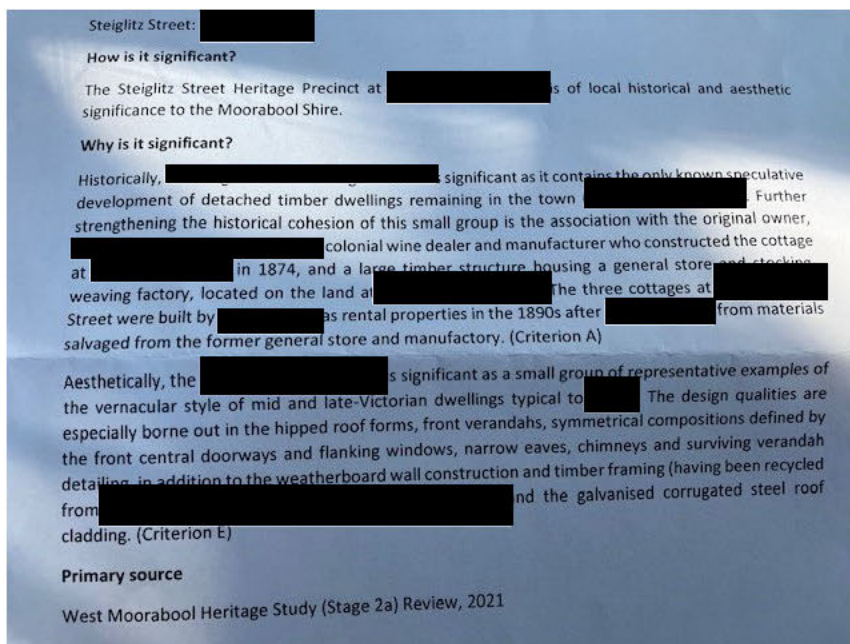 Steiglitz Street:
How is it significant?
The Steiglitz Street Heritage Precinct at s of local historical and aesthetic
significance to the Moorabool Shire.
Why is it significant?
Historically, significant as it contains the only known speculative
development of detached timber dwellings remaining in the town . Further
strengthening the historical cohesion of this small group is the association with the original owner,
colonial wine dealer and manufacturer who constructed the cottage
at in 1874, and a large timber structure housing a general store and stocking
weaving factory, located on the land at The three cottages at
Street were built by as rental properties in the 1890s after from materials
salvaged from the former general store and manufactory. (Criterion A)
Aesthetically, the s significant as a small group of representative examples of
the vernacular style of mid and late-Victorian dwellings typical to The design qualities are
especially borne out in the hipped roof forms, front verandahs, symmetrical compositions defined by
the front central doorways and flanking windows, narrow eaves, chimneys and surviving verandah
detailing, in addition to the weatherboard wall construction and timber framing (having been recycled
from nd the galvanised corrugated steel roof
cladding. (Criterion E)
Primary source
West Moorabool Heritage Study (Stage 2a) Review, 2021